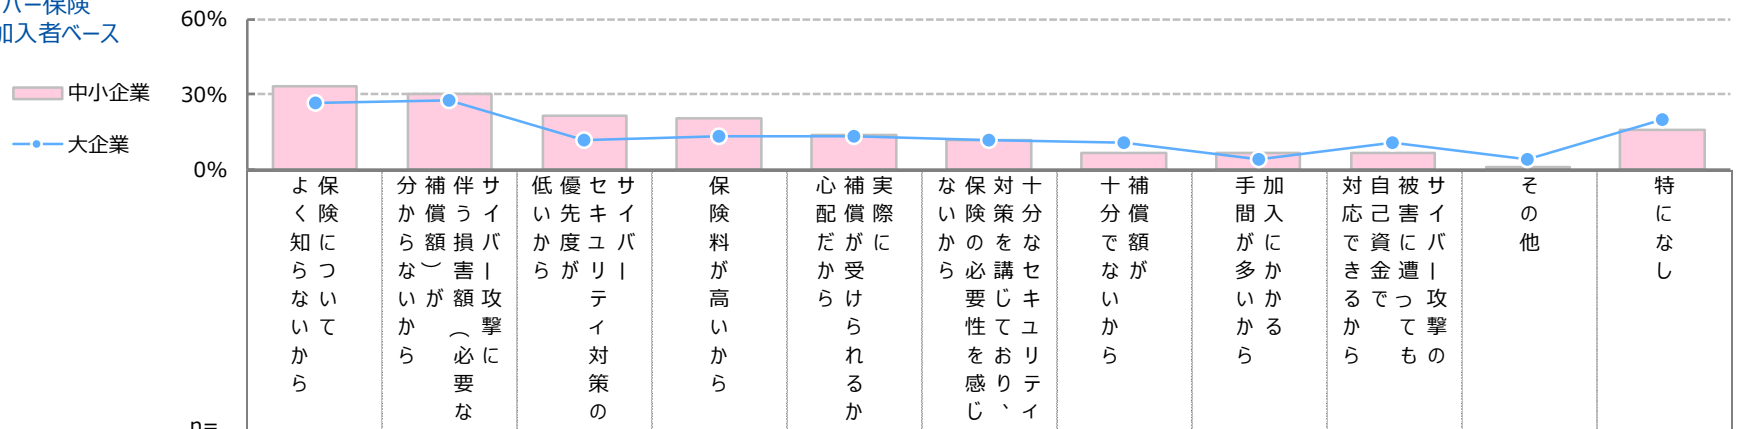 バー保険
加入者ベース
中小企業
大企業
60%
30%
0%
保険について
よく知らないから
サイバー攻撃に
伴う損害額（必要な
補償額）が
分からないから
サイバー
セキュリティ対策の
優先度が
低いから
保険料が高いから
実際に
補償が受けられるか
心配だから
十分なセキュリティ
対策を講じており、
保険の必要性を感じ
ないから
補償額が
十分でないから
加入にかかる
手間が多いから
サイバー攻撃の
被害に遭っても
自己資金で
対応できるから
その他
特になし
n=